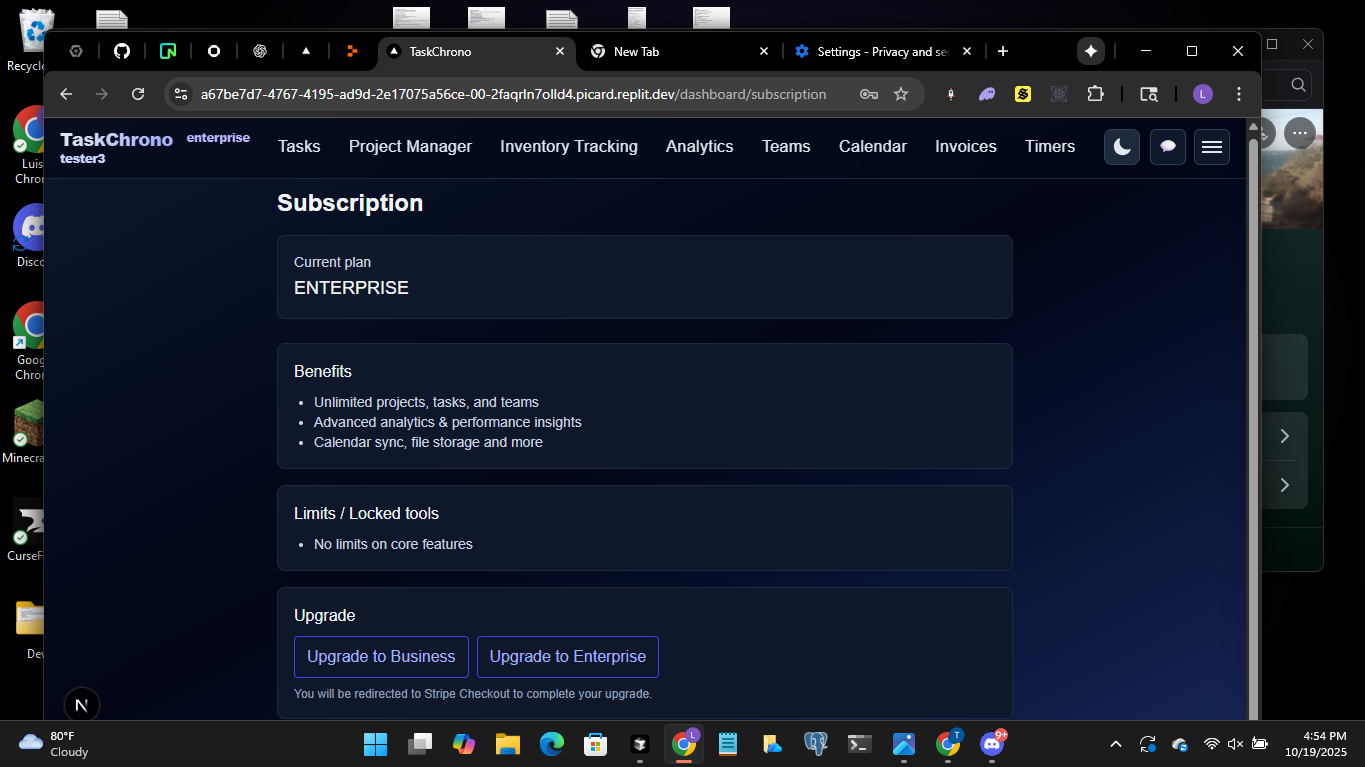 Recycle
Luis
Chron
Disco
Goog
Chron
Minecra
CurseF
Dev
TaskChrono
New Tab
Settings - Privacy and sec
a67be7d7-4767-4195-ad9d-2e17075a56ce-00-2faqrln7olld4.picard.replit.dev/dashboard/subscription
L
TaskChrono enterprise
tester3
Tasks Project Manager Inventory Tracking Analytics Teams Calendar Invoices Timers
Subscription
Current plan
ENTERPRISE
Benefits
• Unlimited projects, tasks, and teams
• Advanced analytics & performance insights
• Calendar sync, file storage and more
Limits / Locked tools
• No limits on core features
Upgrade
Upgrade to Business Upgrade to Enterprise
You will be redirected to Stripe Checkout to complete your upgrade.
N
80°F
Cloudy
L
T
9+
4:54 PM
10/19/2025